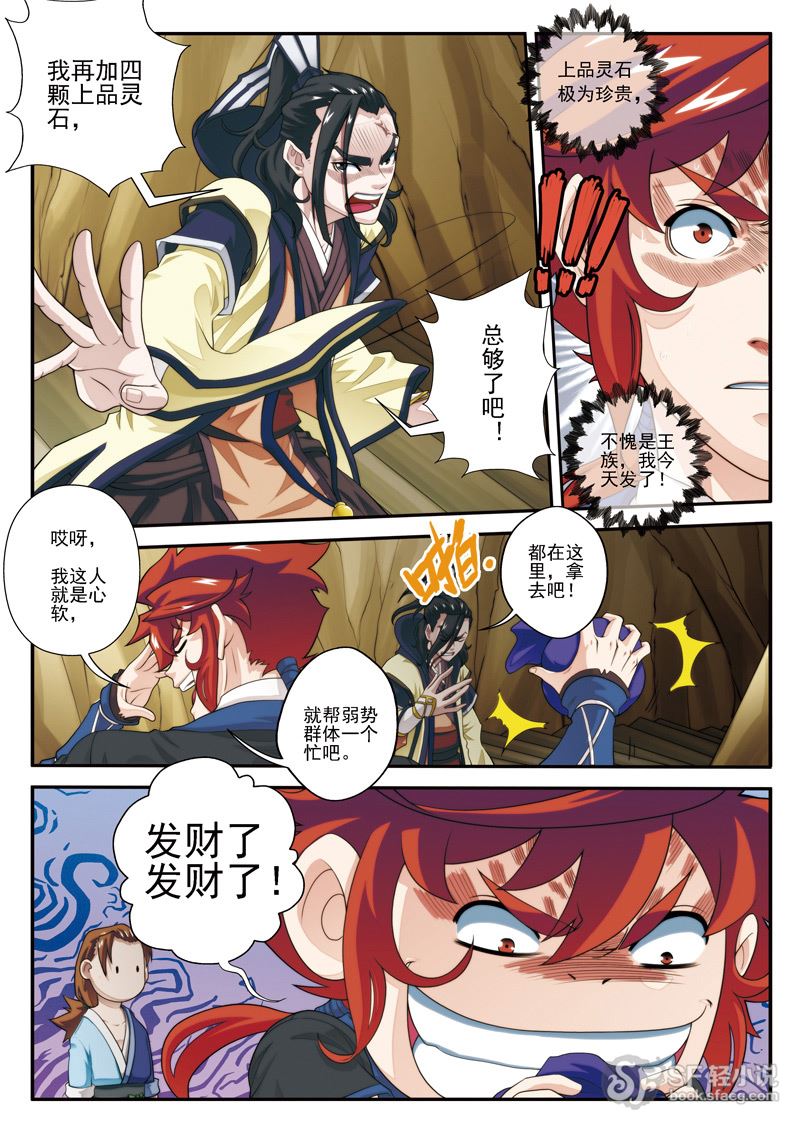 我再加四
颗上品灵
石，
总够了吧！
上品灵石
极为珍贵，
!!!
不愧是王
族，我今
天发了！
哎呀，
我这人
就是心
软，
就帮弱势
群体一个
忙吧。
啪.
都在这
里，拿
去吧！
发财了
发财了！
SF轻小说
book.sfacg.com